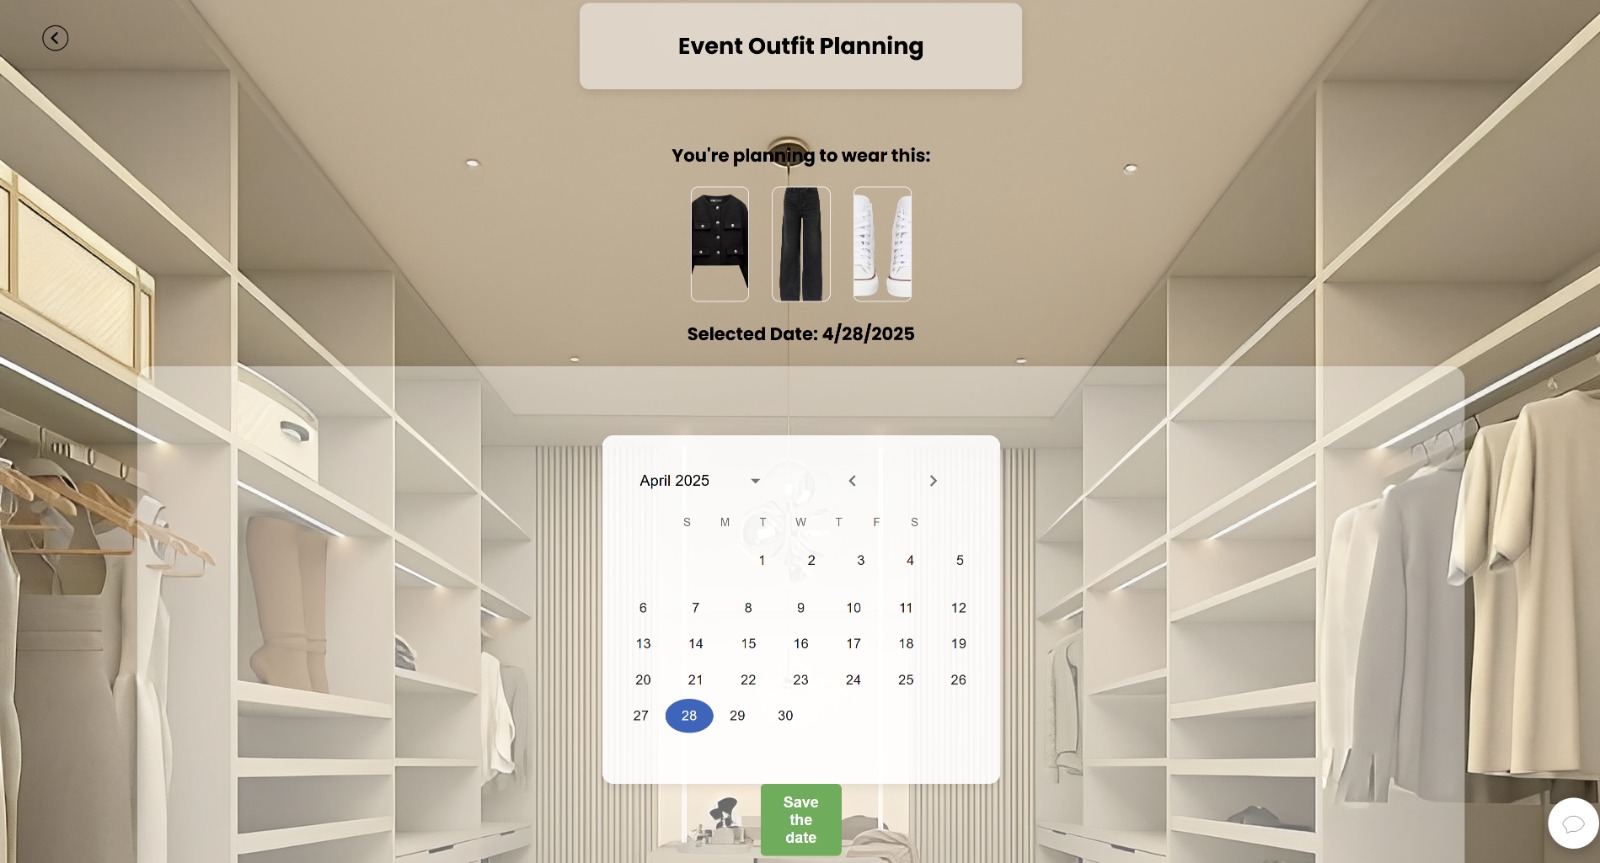 Event Outfit Planning
You're planning to wear this:
Selected Date: 4/28/2025
April 2025
S M T W T F S
1 2 3 4 5
6 7 8 9 10 11 12
13 14 15 16 17 18 19
20 21 22 23 24 25 26
27 28 29 30
Save
the
date